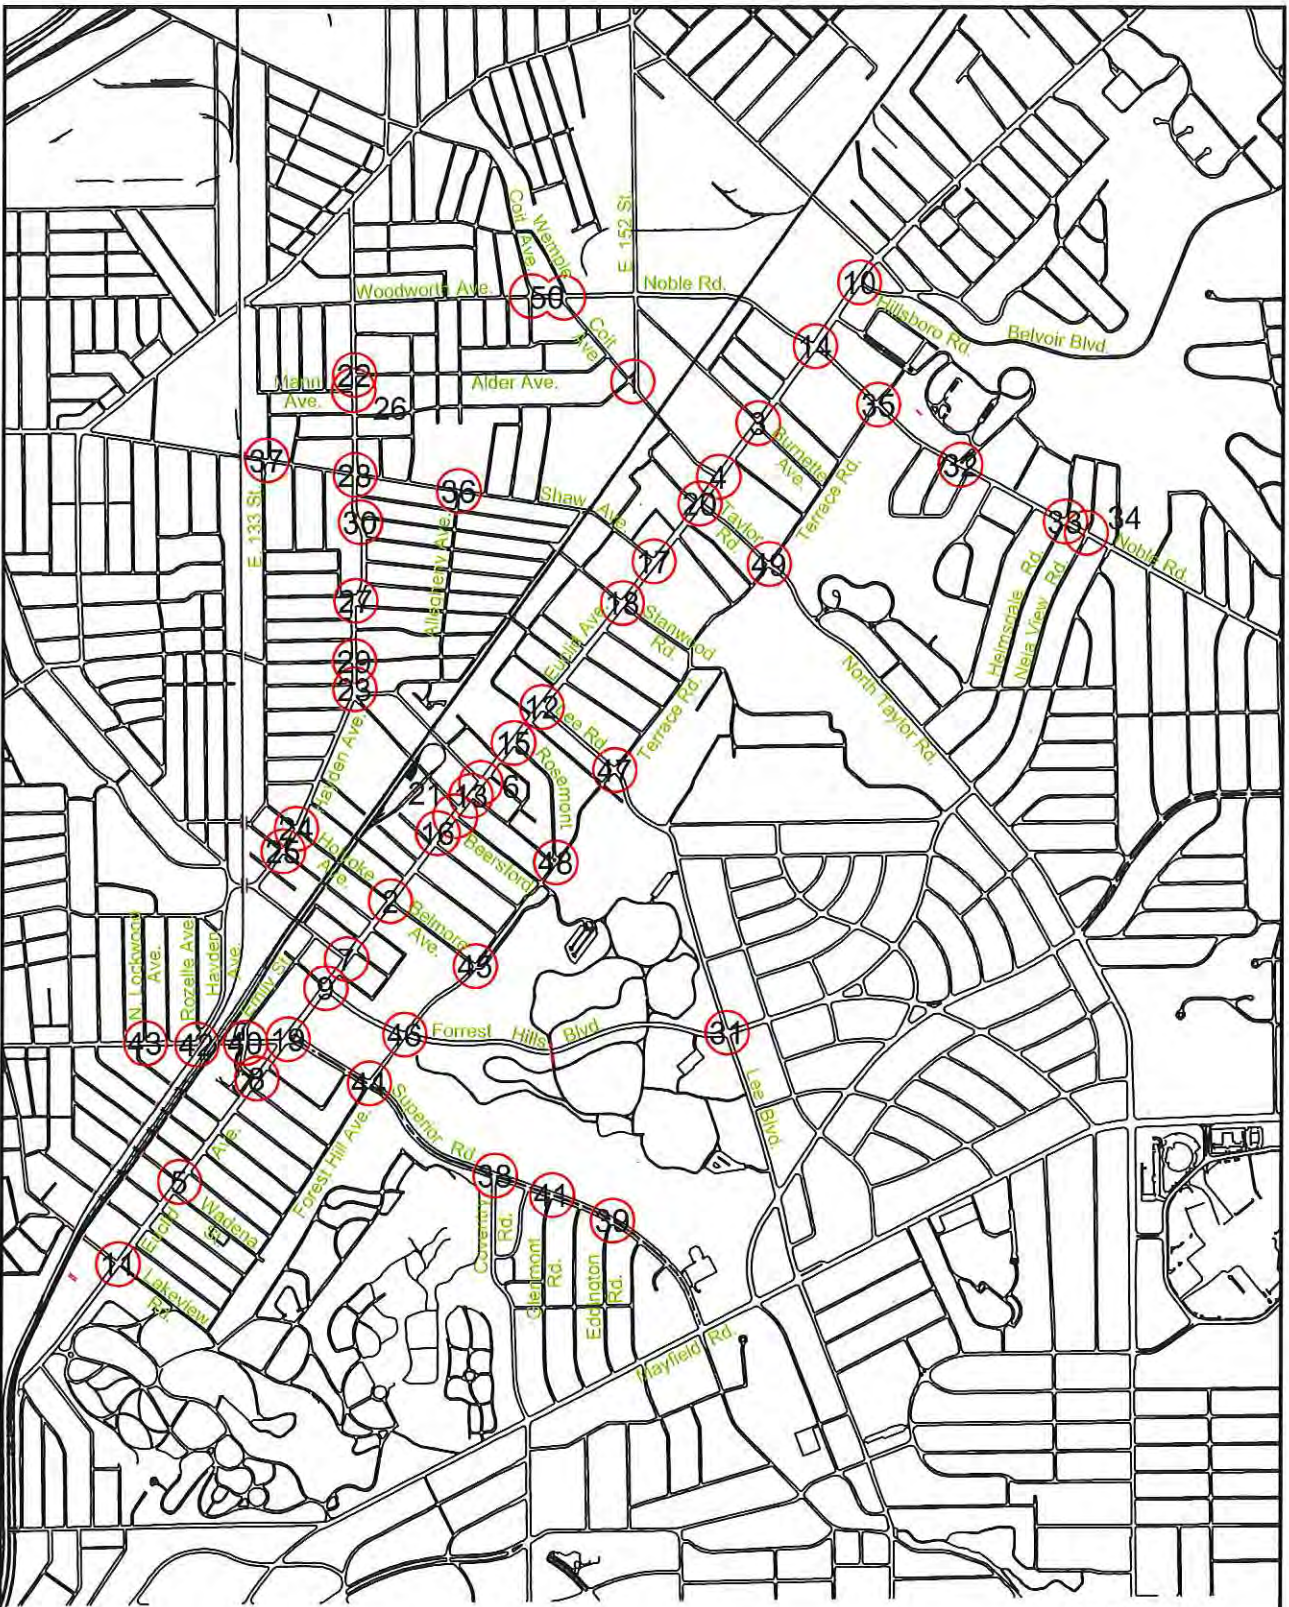 Coit
Ave.
Wemple
E. 152 St.
Woodworth Ave.
50
Noble Rd.
10
Hillsboro Rd.
Belvoir Blvd.
Coit
Ave
14
22
Mann
Ave.
26
Alder Ave.
1
35
3
Burnette
Ave.
37
28
36
4
32
Shaw Ave.
20
Taylor
Rd.
Terrace Rd.
E. 133 St.
30
Allegheny Ave.
17
49
33
34
Noble Rd.
27
18
Stanwood
Rd.
Helmsdale Rd.
Nela View Rd.
29
23
Euclid Ave.
North Taylor Rd.
Hayden Ave.
12
Lee Rd.
Terrace Rd.
15
Rosemont
47
21
13
6
24
25
Holyoke
Ave.
16
Beersford
48
2
Belmore
Ave.
45
N. Lockwood
Ave.
Rozelle Ave.
Hayden
Ave.
Emily St.
7
9
43
42
40
19
46
Forrest Hills Blvd.
31
8
44
Superior Rd.
Lee Blvd.
Forest Hill Ave.
5
Wadena
St.
38
41
39
Euclid Ave.
Coventry
Rd.
Glenmont
Rd.
Eddington
Rd.
11
Lakeview
Rd.
Mayfield Rd.